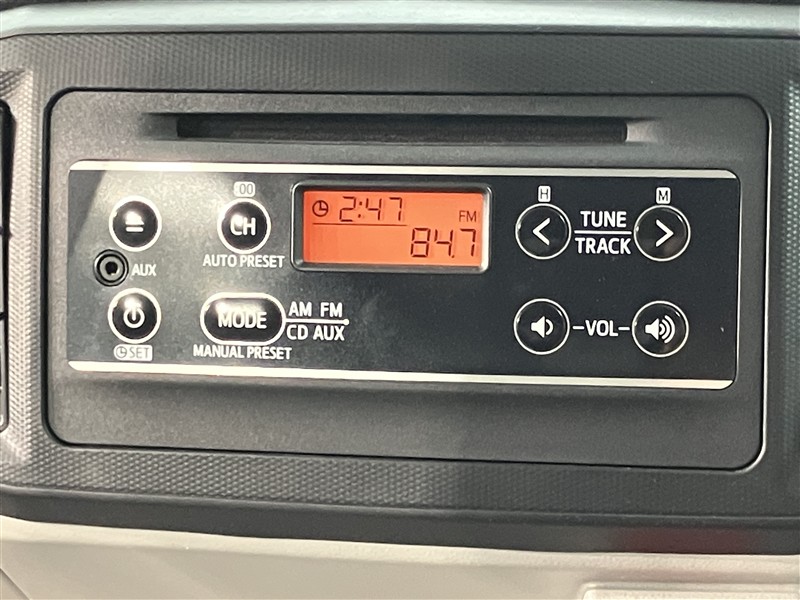 :00
CH
AUTO PRESET
AUX
SET
MODE
AM FM
CD AUX
MANUAL PRESET
2:47
FM
84.7
H
M
TUNE
TRACK
-VOL-